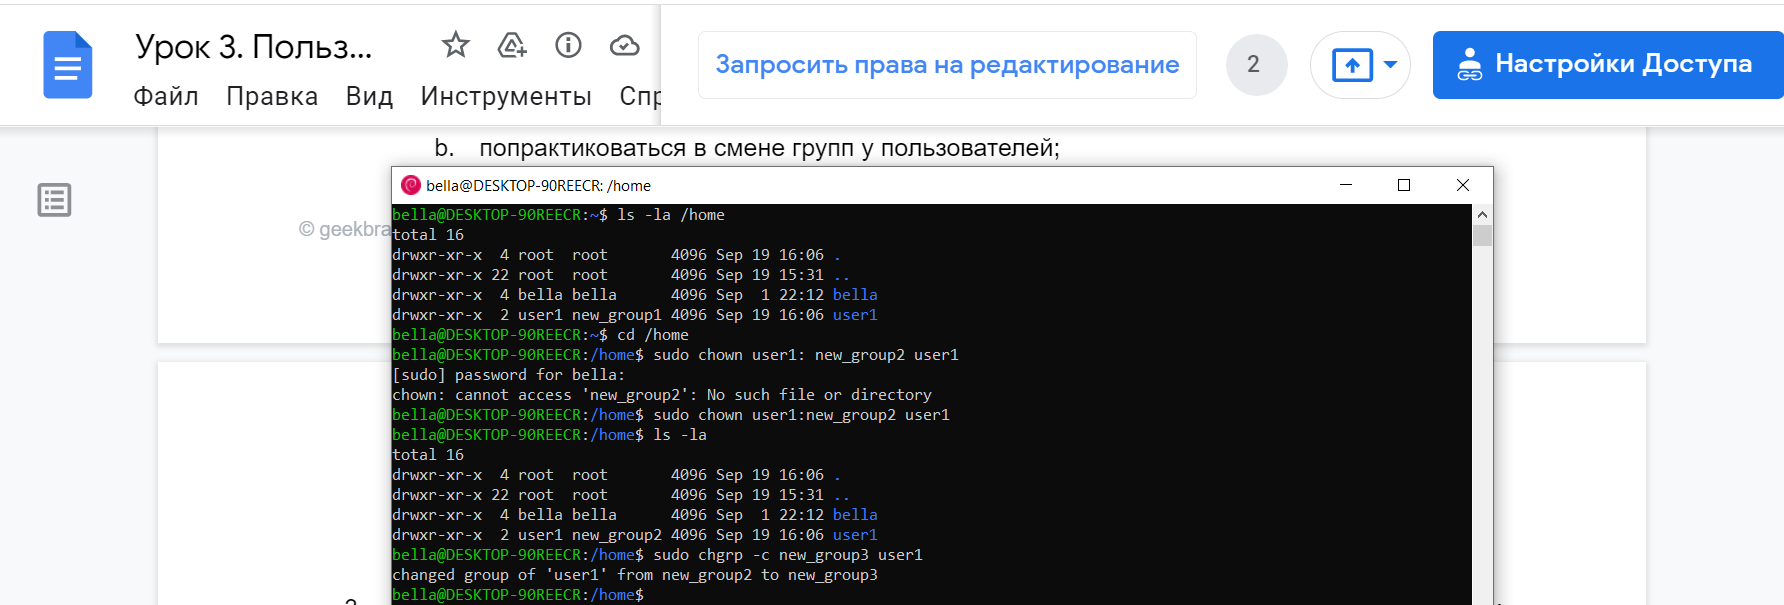 Урок 3. Польз...
Файл Правка Вид Инструменты Спр
Запросить права на редактирование
2
Настройки Доступа
b. попрактиковаться в смене групп у пользователей;
© geekbra
bella@DESKTOP-90REECR: /home
bella@DESKTOP-90REECR:~$ ls -la /home
total 16
drwxr-xr-x  4 root  root       4096 Sep 19 16:06 .
drwxr-xr-x 22 root  root       4096 Sep 19 15:31 ..
drwxr-xr-x  4 bella bella      4096 Sep  1 22:12 bella
drwxr-xr-x  2 user1 new_group1 4096 Sep 19 16:06 user1
bella@DESKTOP-90REECR:~$ cd /home
bella@DESKTOP-90REECR:/home$ sudo chown user1: new_group2 user1
[sudo] password for bella:
chown: cannot access 'new_group2': No such file or directory
bella@DESKTOP-90REECR:/home$ sudo chown user1:new_group2 user1
bella@DESKTOP-90REECR:/home$ ls -la
total 16
drwxr-xr-x  4 root  root       4096 Sep 19 16:06 .
drwxr-xr-x 22 root  root       4096 Sep 19 15:31 ..
drwxr-xr-x  4 bella bella      4096 Sep  1 22:12 bella
drwxr-xr-x  2 user1 new_group2 4096 Sep 19 16:06 user1
bella@DESKTOP-90REECR:/home$ sudo chgrp -c new_group3 user1
changed group of 'user1' from new_group2 to new_group3
bella@DESKTOP-90REECR:/home$